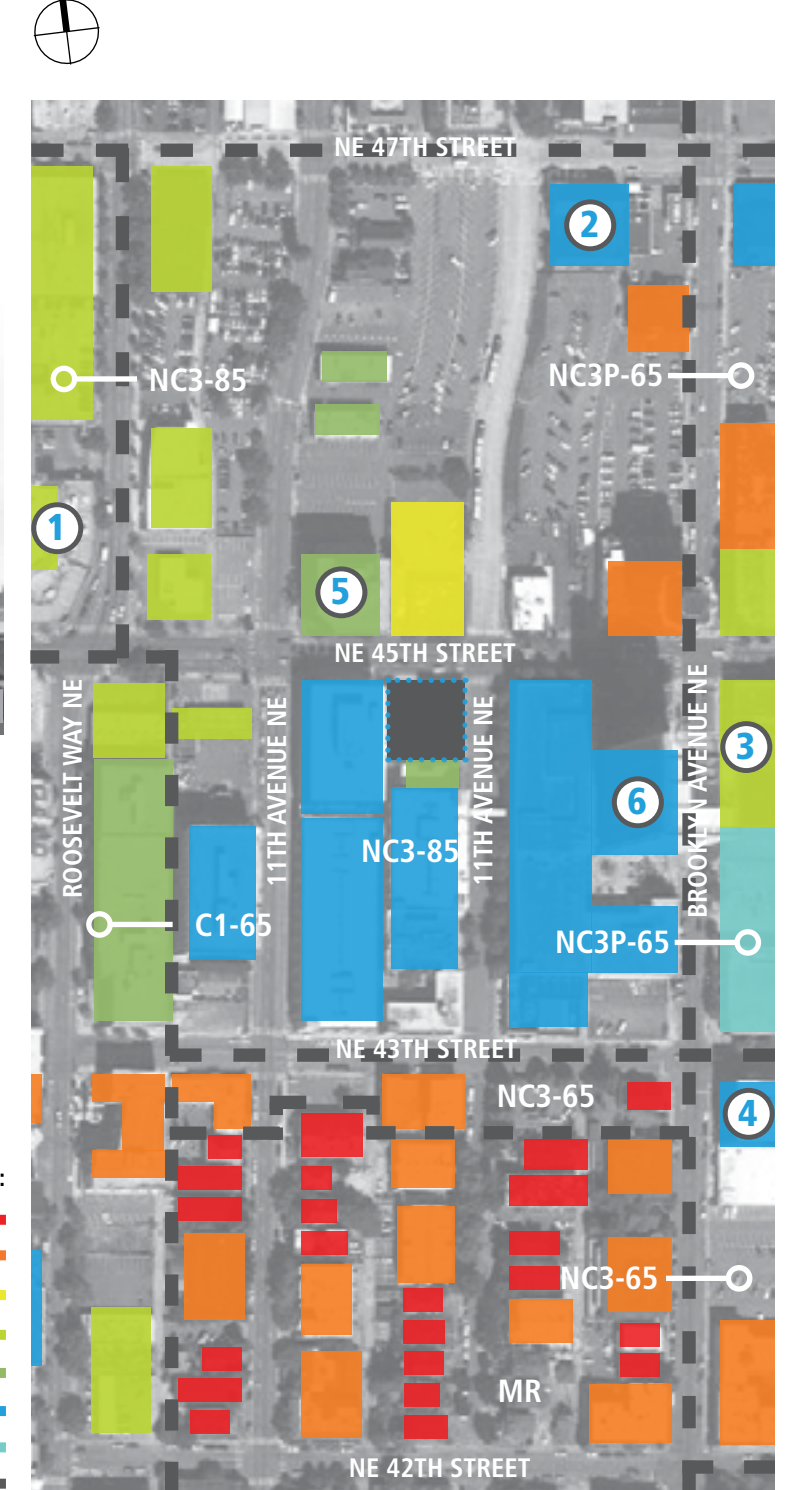 NE 47TH STREET
2
NC3-85
NC3P-65
1
5
NE 45TH STREET
ROOSEVELT WAY NE
11TH AVENUE NE
11TH AVENUE NE
BROOKLYN AVENUE NE
3
6
NC3-85
C1-65
NC3P-65
NE 43TH STREET
NC3-65
4
:
NC3-65
MR
NE 42TH STREET